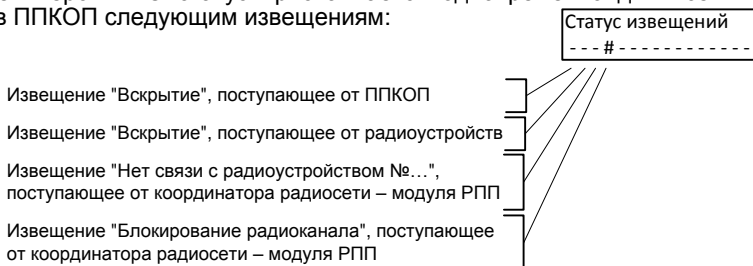 в ППКОП следующим извещениям:
Статус извещений
- - - # - - - - - - - - - - - -
Извещение "Вскрытие", поступающее от ППКОП
Извещение "Вскрытие", поступающее от радиоустройств
Извещение "Нет связи с радиоустройством №…",
поступающее от координатора радиосети – модуля РПП
Извещение "Блокирование радиоканала", поступающее
от координатора радиосети – модуля РПП